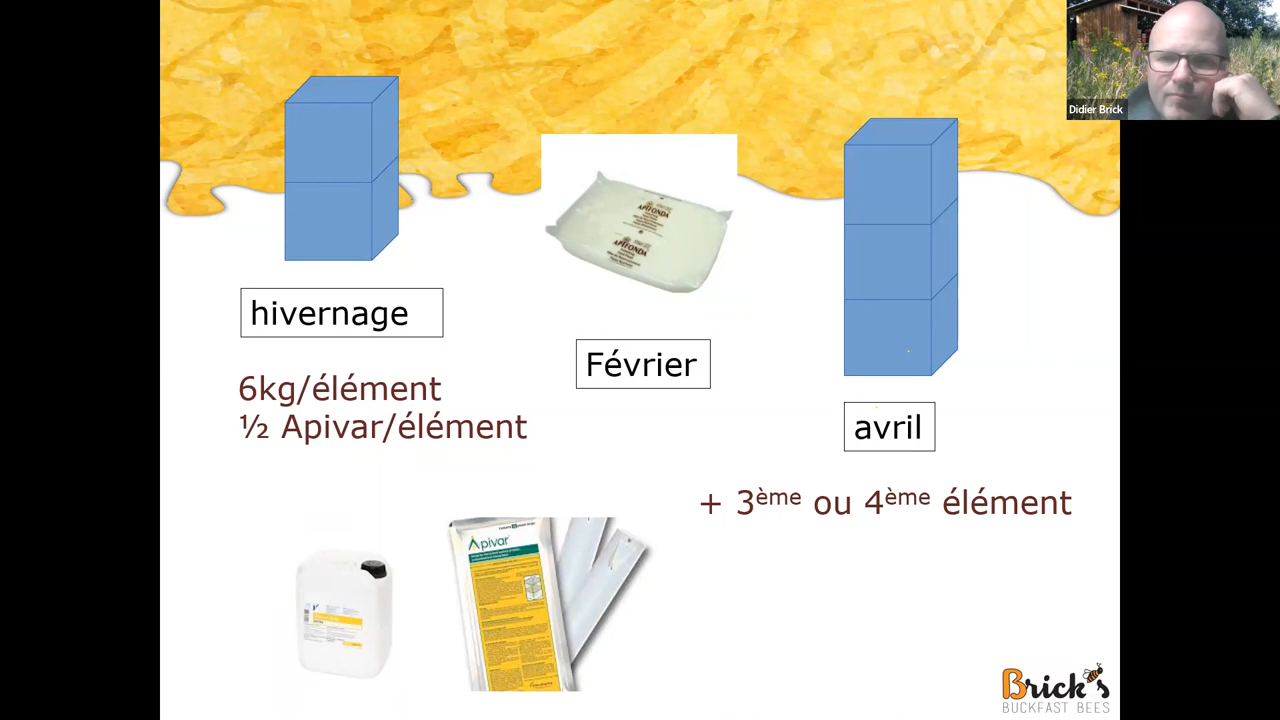 Didier Brick
APIFONDA
APIFONDA
hivernage
Février
6kg/élément
½ Apivar/élément
avril
+ 3ème ou 4ème élément
Apivar
Brick's
BUCKFAST BEES